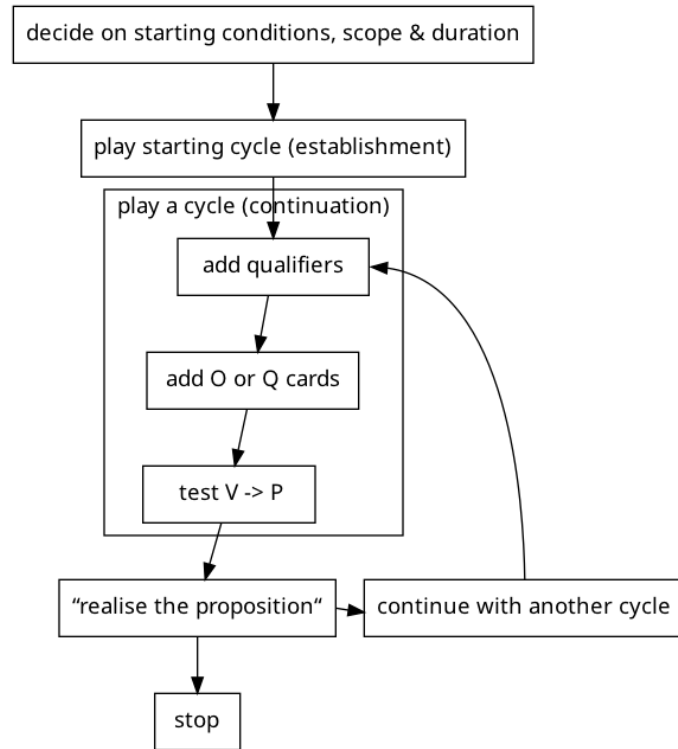 decide on starting conditions, scope & duration
play starting cycle (establishment)
play a cycle (continuation)
add qualifiers
add O or Q cards
test V -> P
“realise the proposition“
continue with another cycle
stop